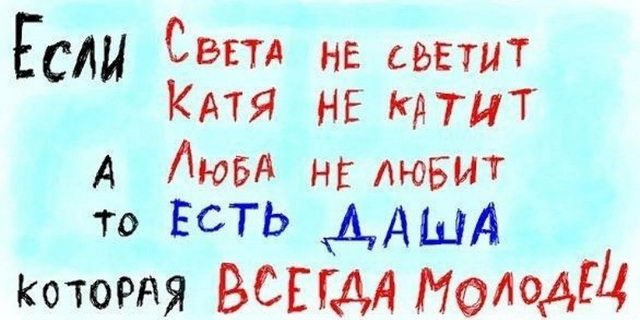 Если Света не светит
Катя не катит
а Люба не любит
то есть Даша
которая всегда молодец